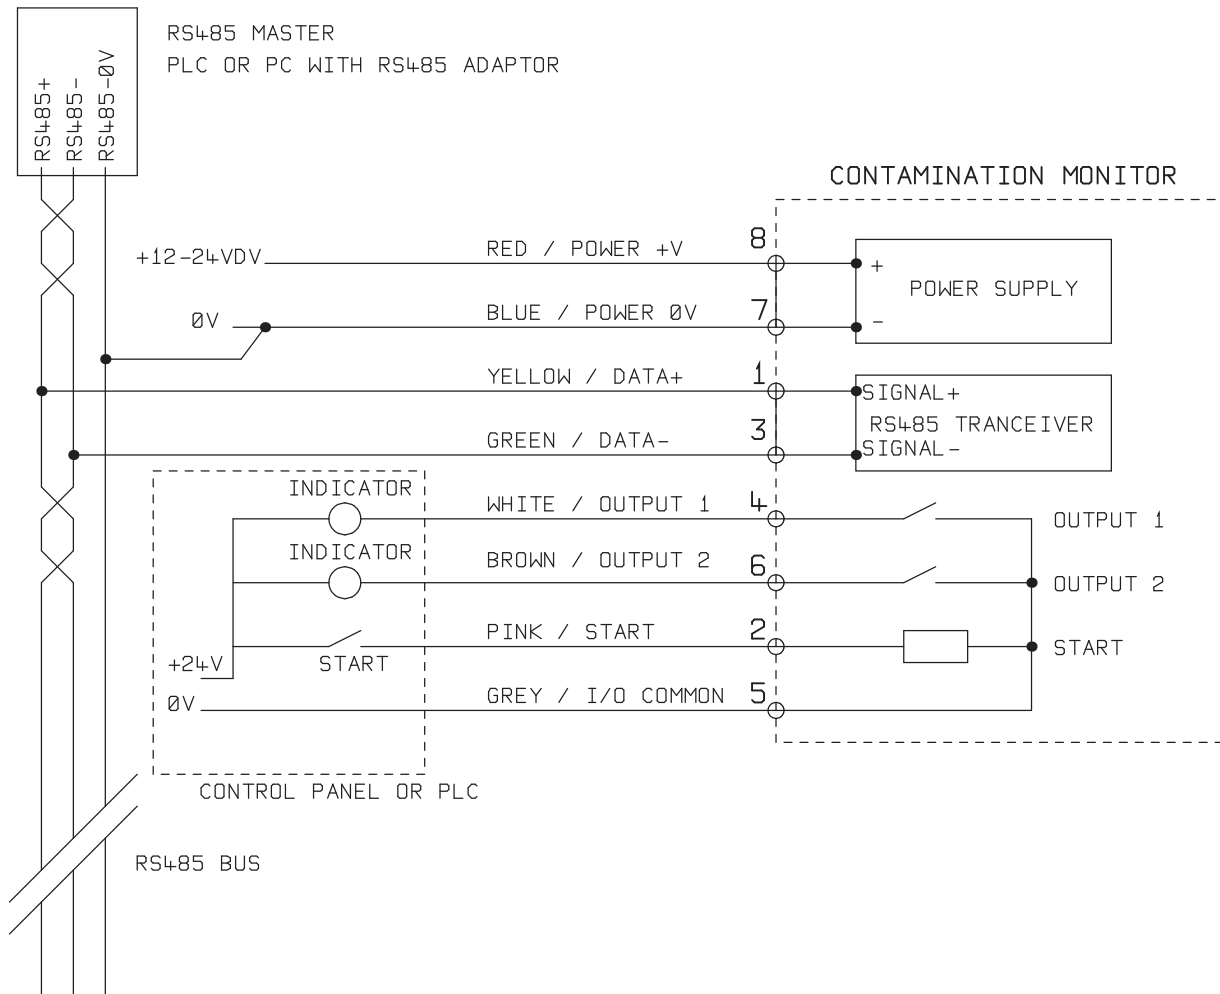 RS485 MASTER
PLC OR PC WITH RS485 ADAPTOR
RS485+
RS485-
RS485-0V
CONTAMINATION MONITOR
+12-24VDV
RED / POWER +V
8
+
POWER SUPPLY
0V
BLUE / POWER 0V
7
-
YELLOW / DATA+
1
SIGNAL+
RS485 TRANCEIVER
GREEN / DATA-
3
SIGNAL-
INDICATOR
WHITE / OUTPUT 1
4
OUTPUT 1
INDICATOR
BROWN / OUTPUT 2
6
OUTPUT 2
PINK / START
2
START
START
+24V
0V
GREY / I/O COMMON
5
CONTROL PANEL OR PLC
RS485 BUS